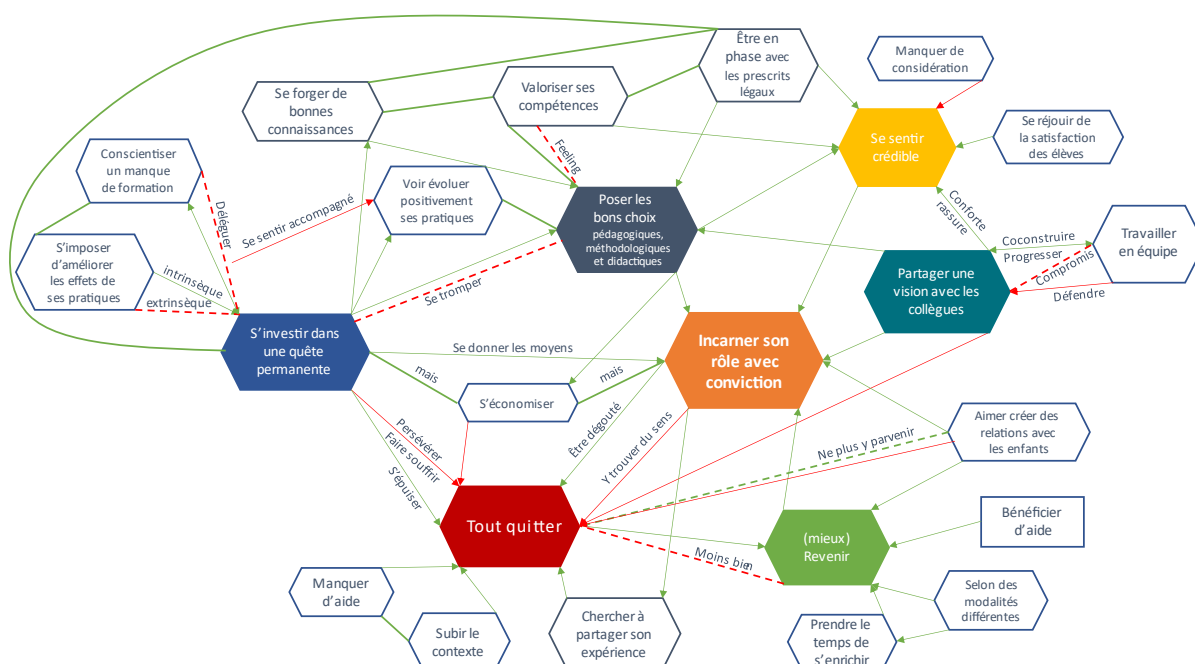 Être en
phase avec
les prescrits
légaux
Manquer de
considération
Se forger de
bonnes
connaissances
Valoriser ses
compétences
Se sentir
crédible
Se réjouir de
la satisfaction
des élèves
Conscientiser
un manque
de formation
Feeling
Voir évoluer
positivement
ses pratiques
Déléguer
Se sentir accompagné
Poser les
bons choix
pédagogiques,
méthodologiques
et didactiques
Conforte
rassure
Coconstruire
Progresser
Compromis
Défendre
Travailler
en équipe
S'imposer
d'améliorer
les effets de
ses pratiques
intrinsèque
extrinsèque
Se tromper
Partager une
vision avec les
collègues
S'investir dans
une quête
permanente
Se donner les moyens
mais
S'économiser
mais
Incarner son
rôle avec
conviction
Persévérer
Faire souffrir
S'épuiser
Être dégouté
Y trouver du sens
Ne plus y parvenir
Aimer créer des
relations avec
les enfants
Tout quitter
Moins bien
(mieux)
Revenir
Bénéficier
d'aide
Manquer
d'aide
Subir le
contexte
Chercher à
partager son
expérience
Selon des
modalités
différentes
Prendre le
temps de
s'enrichir